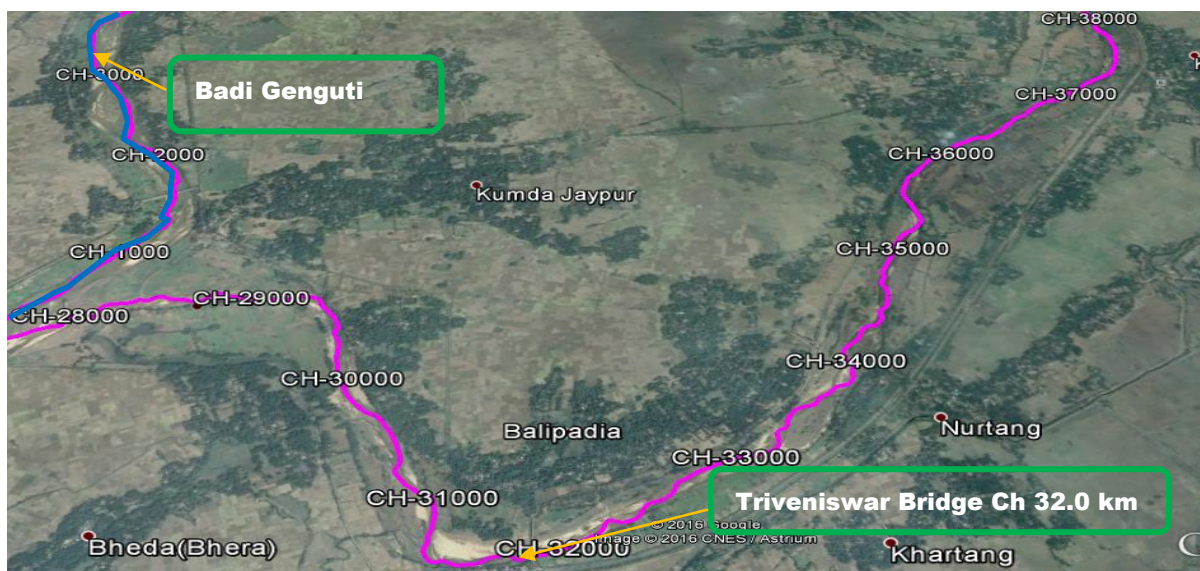 CH-38000
CH-3000
Badi Genguti
CH-37000
CH-2000
CH-36000
Kumda Jaypur
CH-1000
CH-35000
CH-29000
CH-28000
CH-34000
CH-30000
Balipadia
Nurtang
CH-33000
CH-31000
Triveniswar Bridge Ch 32.0 km
© 2016 Google
CH-32000
Image © 2016 CNES / Astrium
Bheda(Bhera)
Khartang